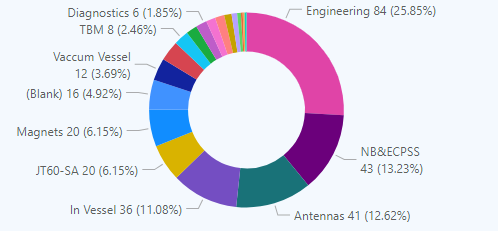 Diagnostics 6 (1.85%)
Engineering 84 (25.85%)
TBM 8 (2.46%)
Vaccum Vessel
12 (3.69%)
(Blank) 16 (4.92%)
Magnets 20 (6.15%)
JT60-SA 20 (6.15%)
In Vessel 36 (11.08%)
Antennas 41 (12.62%)
NB&ECPSS
43 (13.23%)